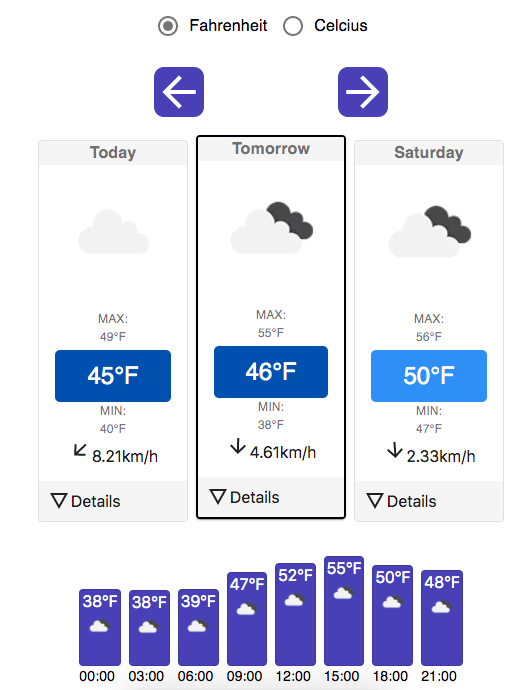 Fahrenheit Celcius
Today
MAX:
49°F
45°F
MIN:
40°F
8.21km/h
Details
Tomorrow
MAX:
55°F
46°F
MIN:
38°F
4.61km/h
Details
Saturday
MAX:
56°F
50°F
MIN:
47°F
2.33km/h
Details
38°F 38°F 39°F 47°F 52°F 55°F 50°F 48°F
00:00 03:00 06:00 09:00 12:00 15:00 18:00 21:00